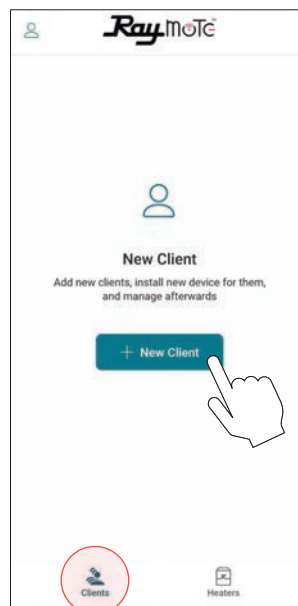 Raymote
New Client
Add new clients, install new device for them,
and manage afterwards
+ New Client
Clients
Heaters